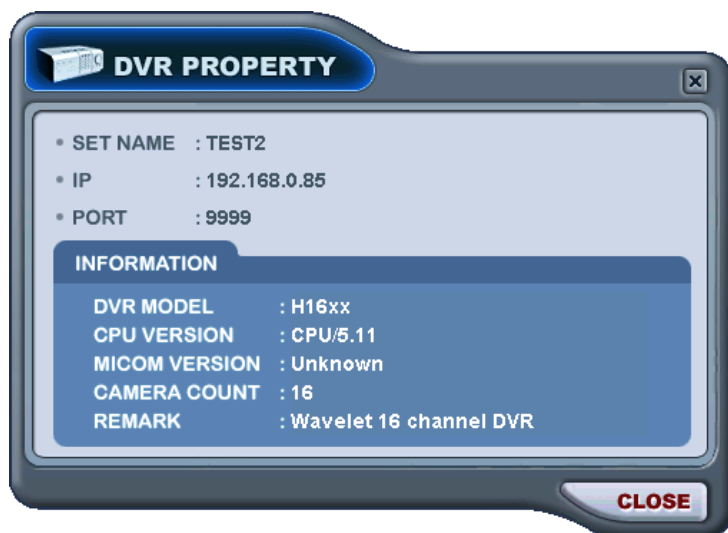 DVR PROPERTY
• SET NAME : TEST2
• IP : 192.168.0.85
• PORT : 9999
INFORMATION
DVR MODEL : H16xx
CPU VERSION : CPU/5.11
MICOM VERSION : Unknown
CAMERA COUNT : 16
REMARK : Wavelet 16 channel DVR
CLOSE